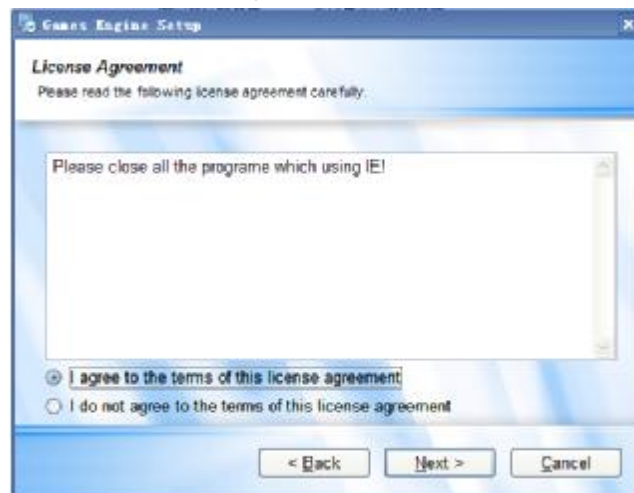 Games Engine Setup
License Agreement
Please read the following license agreement carefully.
Please close all the programe which using IE!
I agree to the terms of this license agreement
I do not agree to the terms of this license agreement
< Back Next > Cancel